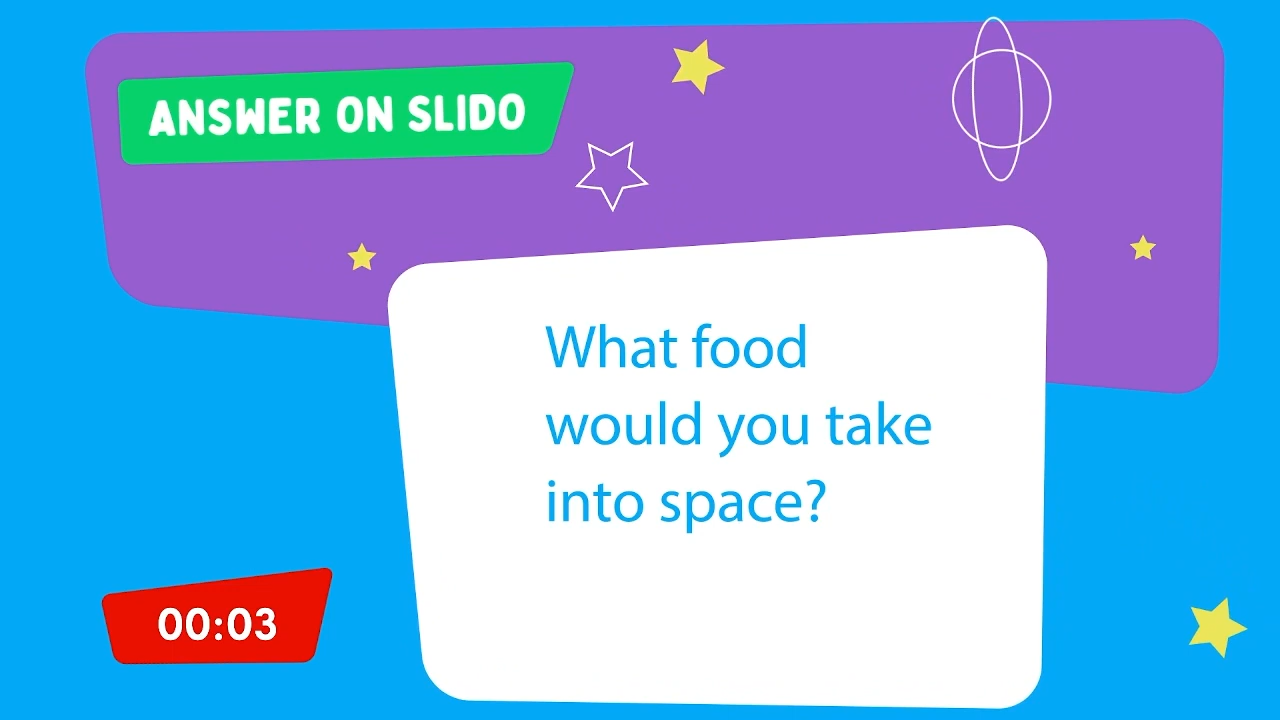 ANSWER ON SLIDO
What food
would you take
into space?
00:03